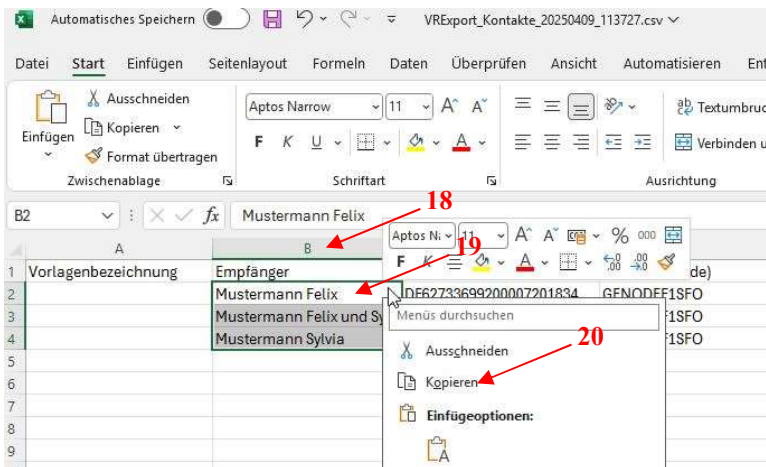 Automatisches Speichern VRExport_Kontakte_20250409_113727.csv
Datei Start Einfügen Seitenlayout Formeln Daten Überprüfen Ansicht Automatisieren
Ausschneiden Aptos Narrow 11 A A Textumbruc
Einfügen Kopieren F K U A Verbinden u
Format übertragen
Zwischenablage Schriftart Ausrichtung
18
B2 fx Mustermann Felix
Aptos 11 A A % 000
19
A B
F K A
1 Vorlagenbezeichnung Empfänger de)
2 Mustermann Felix DE62733699200007201834 GENODEF1SFO
3 Mustermann Felix und Sy Menüs durchsuchen F1SFO
4 Mustermann Sylvia F1SFO
20
5 Ausschneiden
6 Kopieren
7
8 Einfügeoptionen:
9 A